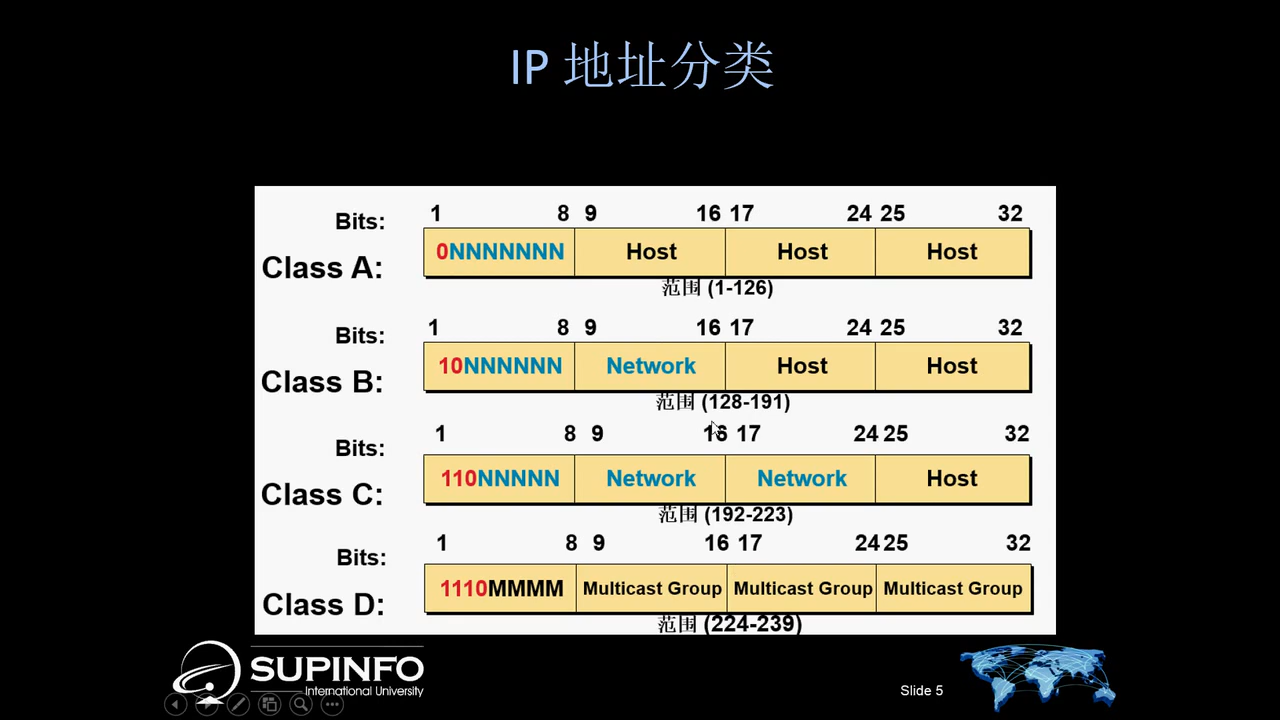 IP 地址分类
Bits: 1 8 9 16 17 24 25 32
Class A: 0NNNNNNN Host Host Host
范围 (1-126)
Bits: 1 8 9 16 17 24 25 32
Class B: 10NNNNNN Network Host Host
范围 (128-191)
Bits: 1 8 9 16 17 24 25 32
Class C: 110NNNNN Network Network Host
范围 (192-223)
Bits: 1 8 9 16 17 24 25 32
Class D: 1110MMMM Multicast Group Multicast Group Multicast Group
范围 (224-239)
SUPINFO
International University
Slide 5